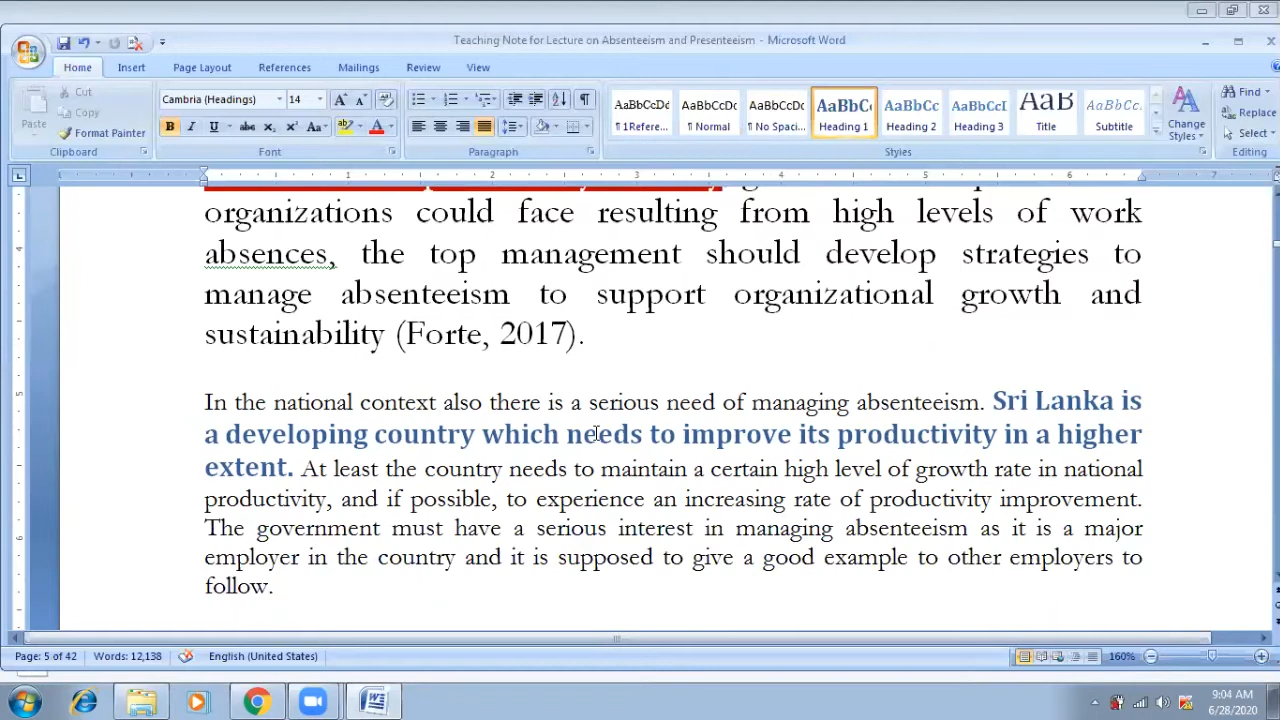 Teaching Note for Lecture on Absenteeism and Presenteeism - Microsoft Word
Home Insert Page Layout References Mailings Review View
Paste
Cut
Copy
Format Painter
Clipboard
Cambria (Headings) 14
Font
Paragraph
AaBbCcDd AaBbCcDc AaBbCcDc AaBbC AaBbCc AaBbCcI AaB AaBbCc.
¶ 1Refere... ¶ Normal ¶ No Spaci... Heading 1 Heading 2 Heading 3 Title Subtitle
Change Styles
Styles
Find
Replace
Select
Editing
1 2 3 4 5 6 7
organizations could face resulting from high levels of work
absences, the top management should develop strategies to
manage absenteeism to support organizational growth and
sustainability (Forte, 2017).
In the national context also there is a serious need of managing absenteeism. Sri Lanka is
a developing country which needs to improve its productivity in a higher
extent. At least the country needs to maintain a certain high level of growth rate in national
productivity, and if possible, to experience an increasing rate of productivity improvement.
The government must have a serious interest in managing absenteeism as it is a major
employer in the country and it is supposed to give a good example to other employers to
follow.
Page: 5 of 42 Words: 12,138 English (United States) 160%
9:04 AM
6/28/2020